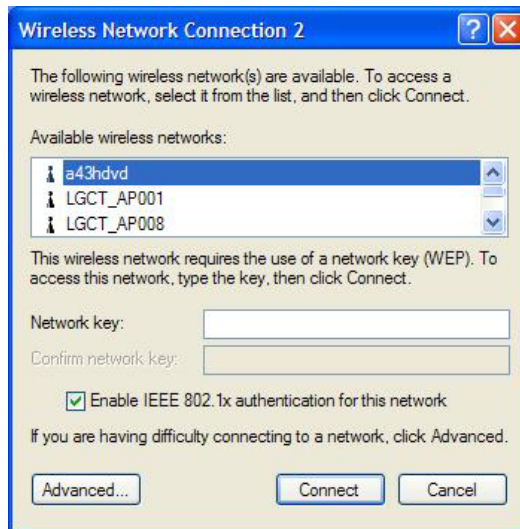 Wireless Network Connection 2
The following wireless network(s) are available. To access a
wireless network, select it from the list, and then click Connect.
Available wireless networks:
a43hdvd
LGCT_AP001
LGCT_AP008
This wireless network requires the use of a network key (WEP). To
access this network, type the key, then click Connect.
Network key:
Confirm network key:
Enable IEEE 802.1x authentication for this network
If you are having difficulty connecting to a network, click Advanced.
Advanced... Connect Cancel